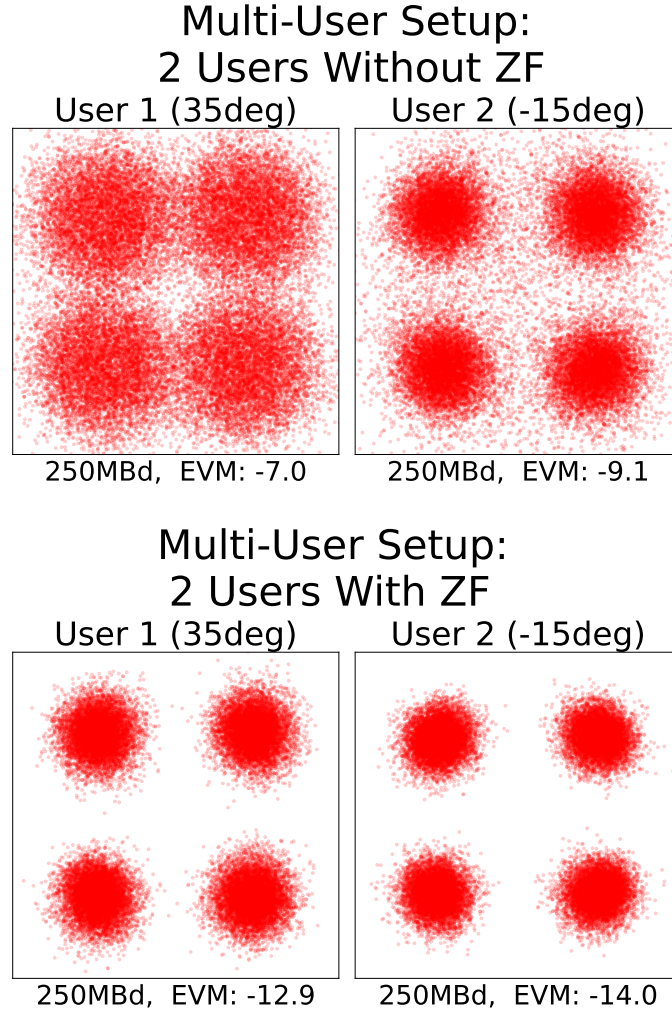 Multi-User Setup:
2 Users Without ZF
User 1 (35deg) User 2 (-15deg)
250MBd, EVM: -7.0 250MBd, EVM: -9.1
Multi-User Setup:
2 Users With ZF
User 1 (35deg) User 2 (-15deg)
250MBd, EVM: -12.9 250MBd, EVM: -14.0